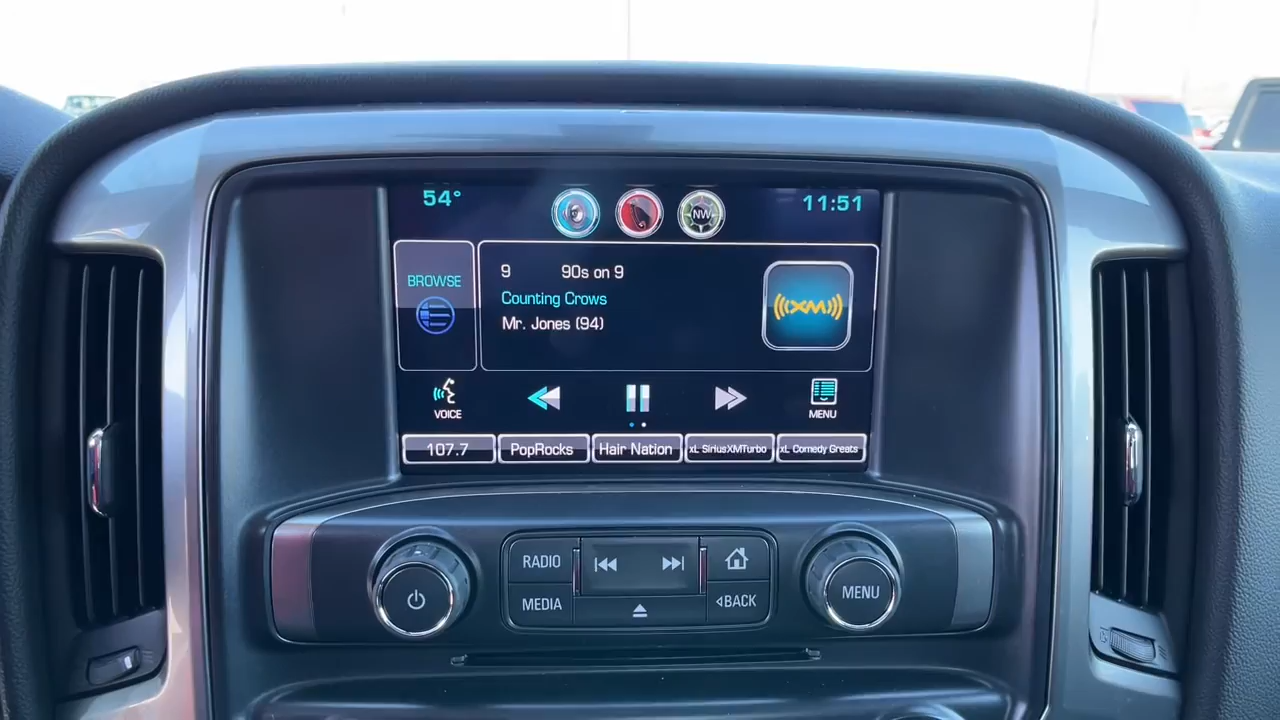 54°
NW
11:51
BROWSE
9 90s on 9
Counting Crows
Mr. Jones (94)
((XM))
VOICE
MENU
107.7
PopRocks
Hair Nation
xL SiriusXMTurbo
xL Comedy Greats
RADIO
MEDIA
BACK
MENU